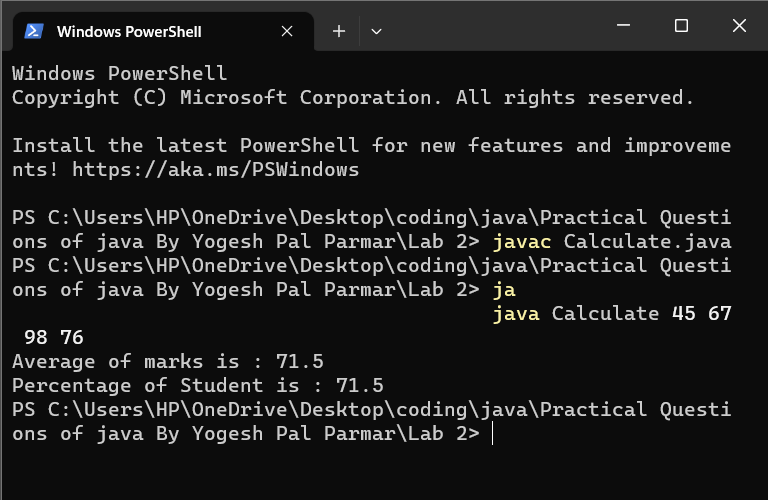 Windows PowerShell
Windows PowerShell
Copyright (C) Microsoft Corporation. All rights reserved.
Install the latest PowerShell for new features and improveme
nts! https://aka.ms/PSWindows
PS C:\Users\HP\OneDrive\Desktop\coding\java\Practical Questi
ons of java By Yogesh Pal Parmar\Lab 2> javac Calculate.java
PS C:\Users\HP\OneDrive\Desktop\coding\java\Practical Questi
ons of java By Yogesh Pal Parmar\Lab 2> ja
java Calculate 45 67
98 76
Average of marks is : 71.5
Percentage of Student is : 71.5
PS C:\Users\HP\OneDrive\Desktop\coding\java\Practical Questi
ons of java By Yogesh Pal Parmar\Lab 2>